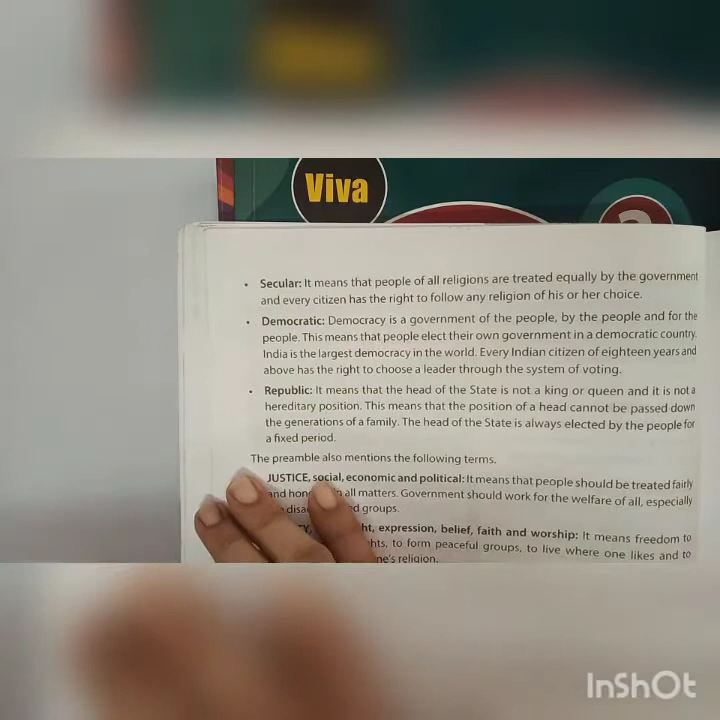 Viva
• Secular: It means that people of all religions are treated equally by the government
and every citizen has the right to follow any religion of his or her choice.
• Democratic: Democracy is a government of the people, by the people and for the
people. This means that people elect their own government in a democratic country.
India is the largest democracy in the world. Every Indian citizen of eighteen years and
above has the right to choose a leader through the system of voting.
• Republic: It means that the head of the State is not a king or queen and it is not a
hereditary position. This means that the position of a head cannot be passed down
the generations of a family. The head of the State is always elected by the people for
a fixed period.
The preamble also mentions the following terms.
JUSTICE, social, economic and political: It means that people should be treated fairly
and all matters. Government should work for the welfare of all, especially
groups.
expression, belief, faith and worship: It means freedom to
to form peaceful groups, to live where one likes and to
religion.
InShOt